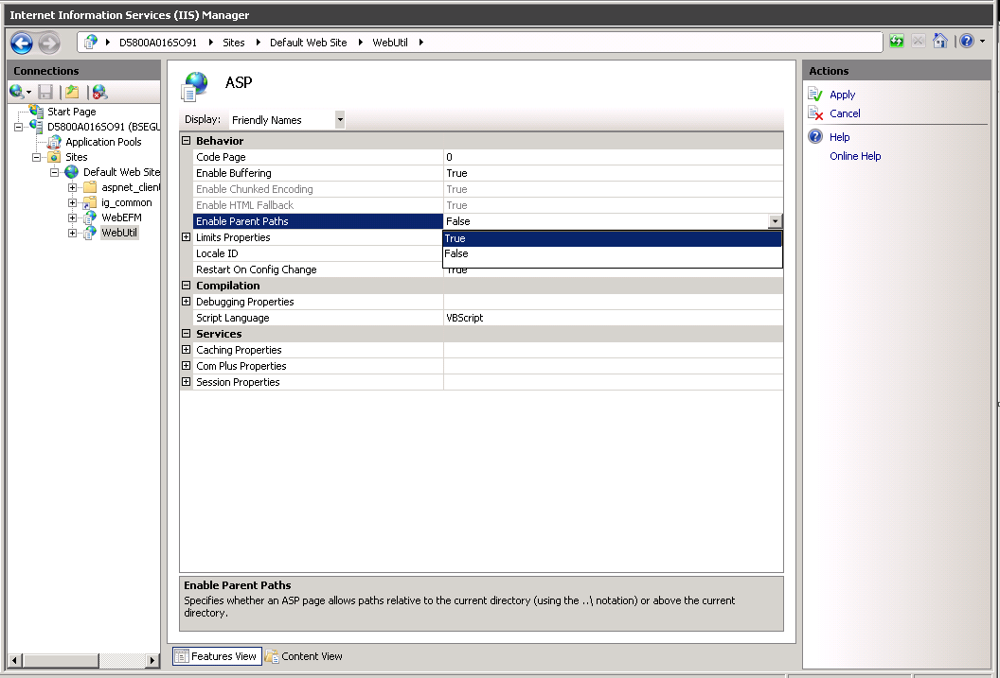 Internet Information Services (IIS) Manager
D5800A016SO91 Sites Default Web Site WebUtil
Connections
Start Page
D5800A016SO91 (BSEGU
Application Pools
Sites
Default Web Site
aspnet_clien
ig_common
WebEFM
WebUtil
ASP
Display: Friendly Names
Behavior
Code Page 0
Enable Buffering True
Enable Chunked Encoding True
Enable HTML Fallback True
Enable Parent Paths False
Limits Properties True
Locale ID False
Restart On Config Change True
Compilation
Debugging Properties
Script Language VBScript
Services
Caching Properties
Com Plus Properties
Session Properties
Enable Parent Paths
Specifies whether an ASP page allows paths relative to the current directory (using the ..\ notation) or above the current
directory.
Features View Content View
Actions
Apply
Cancel
Help
Online Help